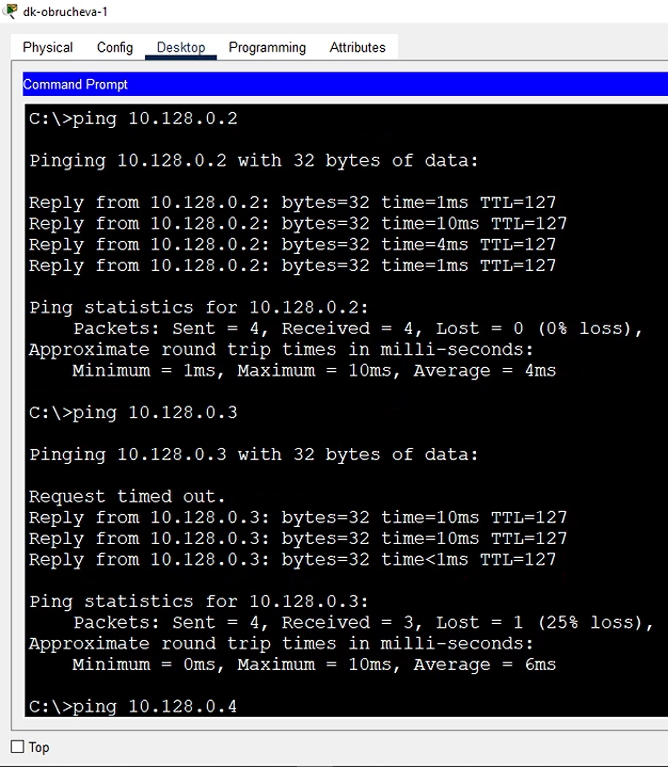 dk-obrucheva-1
Physical Config Desktop Programming Attributes
Command Prompt
C:\>ping 10.128.0.2
Pinging 10.128.0.2 with 32 bytes of data:
Reply from 10.128.0.2: bytes=32 time=1ms TTL=127
Reply from 10.128.0.2: bytes=32 time=10ms TTL=127
Reply from 10.128.0.2: bytes=32 time=4ms TTL=127
Reply from 10.128.0.2: bytes=32 time=1ms TTL=127
Ping statistics for 10.128.0.2:
Packets: Sent = 4, Received = 4, Lost = 0 (0% loss),
Approximate round trip times in milli-seconds:
Minimum = 1ms, Maximum = 10ms, Average = 4ms
C:\>ping 10.128.0.3
Pinging 10.128.0.3 with 32 bytes of data:
Request timed out.
Reply from 10.128.0.3: bytes=32 time=10ms TTL=127
Reply from 10.128.0.3: bytes=32 time=10ms TTL=127
Reply from 10.128.0.3: bytes=32 time<1ms TTL=127
Ping statistics for 10.128.0.3:
Packets: Sent = 4, Received = 3, Lost = 1 (25% loss),
Approximate round trip times in milli-seconds:
Minimum = 0ms, Maximum = 10ms, Average = 6ms
C:\>ping 10.128.0.4
Top